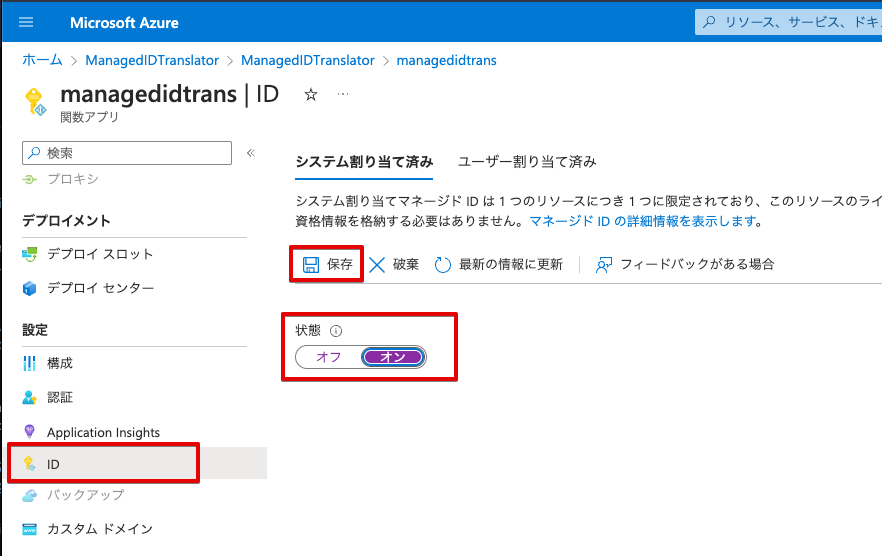 Microsoft Azure
リソース、サービス、ドキ
ホーム > ManagedIDTranslator > ManagedIDTranslator > managedidtrans
managedidtrans | ID
関数アプリ
検索
プロキシ
デプロイメント
デプロイ スロット
デプロイ センター
設定
構成
認証
Application Insights
ID
バックアップ
カスタム ドメイン
システム割り当て済み ユーザー割り当て済み
システム割り当てマネージド ID は 1 つのリソースにつき 1 つに限定されており、このリソースのライ
資格情報を格納する必要はありません。マネージド ID の詳細情報を表示します。
保存 破棄 最新の情報に更新 フィードバックがある場合
状態
オフ オン